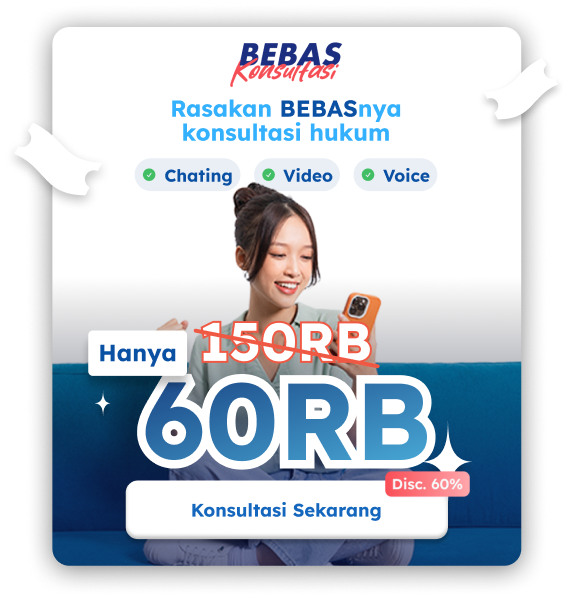 BEBAS
Konsultasi
Rasakan BEBASnya
konsultasi hukum
Chating Video Voice
150RB
Hanya
60RB
Disc. 60%
Konsultasi Sekarang